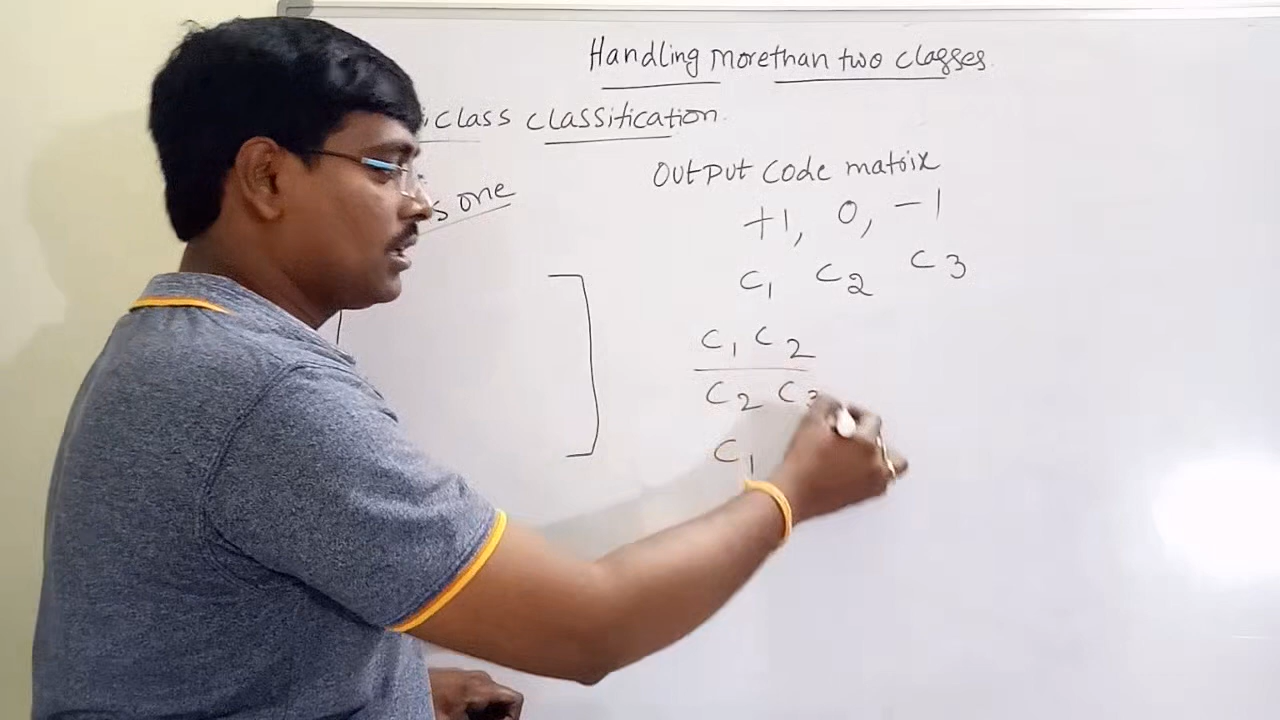 Handling morethan two classes
class classification
s one
output code matrix
+1, 0, -1
C1 C2 C3
C1 C2
C2 C3
C1